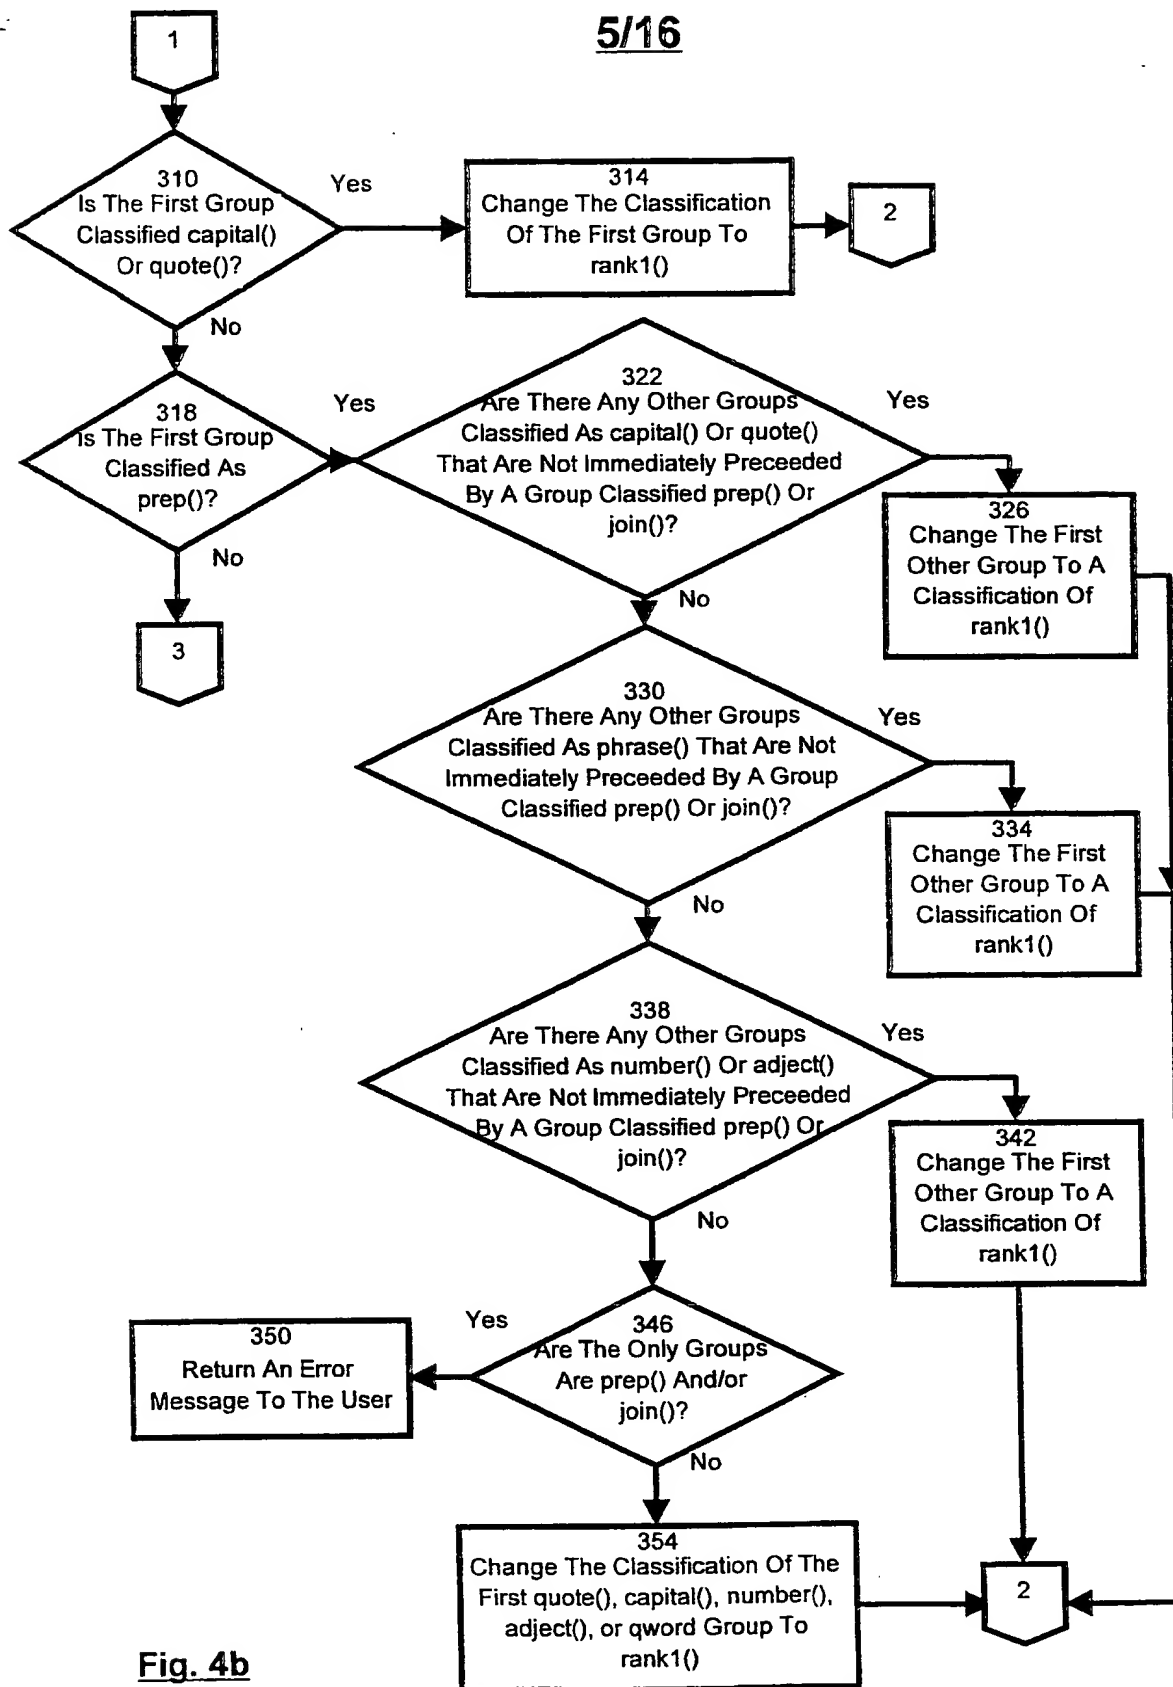 5/16
1
310
Is The First Group
Classified capital()
Or quote()?
Yes
314
Change The Classification
Of The First Group To
rank1()
2
No
318
Is The First Group
Classified As
prep()?
Yes
322
Are There Any Other Groups
Classified As capital() Or quote()
That Are Not Immediately Preceeded
By A Group Classified prep() Or
join()?
Yes
326
Change The First
Other Group To A
Classification Of
rank1()
No
3
No
330
Are There Any Other Groups
Classified As phrase() That Are Not
Immediately Preceeded By A Group
Classified prep() Or join()?
Yes
334
Change The First
Other Group To A
Classification Of
rank1()
No
338
Are There Any Other Groups
Classified As number() Or adject()
That Are Not Immediately Preceeded
By A Group Classified prep() Or
join()?
Yes
342
Change The First
Other Group To A
Classification Of
rank1()
No
346
Are The Only Groups
Are prep() And/or
join()?
Yes
350
Return An Error
Message To The User
No
354
Change The Classification Of The
First quote(), capital(), number(),
adject(), or qword Group To
rank1()
2
Fig. 4b